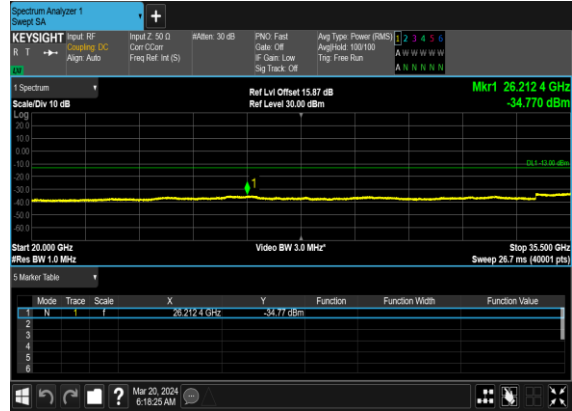 Spectrum Analyzer 1
Swept SA
KEYSIGHT
R T
LW
Input: RF
Coupling: DC
Align: Auto
Input Z: 50 Ω
Corr CCorr
Freq Ref: Int (S)
#Atten: 30 dB
PNO: Fast
Gate: Off
IF Gain: Low
Sig Track: Off
Avg Type: Power (RMS)
Avg|Hold: 100/100
Trig: Free Run
1 2 3 4 5 6
A W W W W W
A N N N N N
1 Spectrum
Scale/Div 10 dB
Ref Lvl Offset 15.87 dB
Ref Level 30.00 dBm
Mkr1 26.212 4 GHz
-34.770 dBm
Log
20.0
10.0
0.00
-10.0
DL1 -13.00 dBm
-20.0
-30.0
1
-40.0
-50.0
-60.0
Start 20.000 GHz
#Res BW 1.0 MHz
Video BW 3.0 MHz*
Stop 35.500 GHz
Sweep 26.7 ms (40001 pts)
5 Marker Table
Mode Trace Scale X Y Function Function Width Function Value
1 N 1 f 26.212 4 GHz -34.77 dBm
2
3
4
5
6
?
Mar 20, 2024
6:18:25 AM